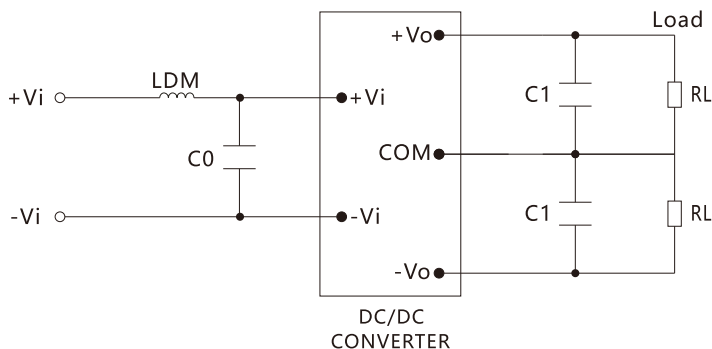 Load
+Vo
LDM
C1
RL
+Vi
+Vi
COM
C0
-Vi
-Vi
C1
RL
-Vo
DC/DC
CONVERTER